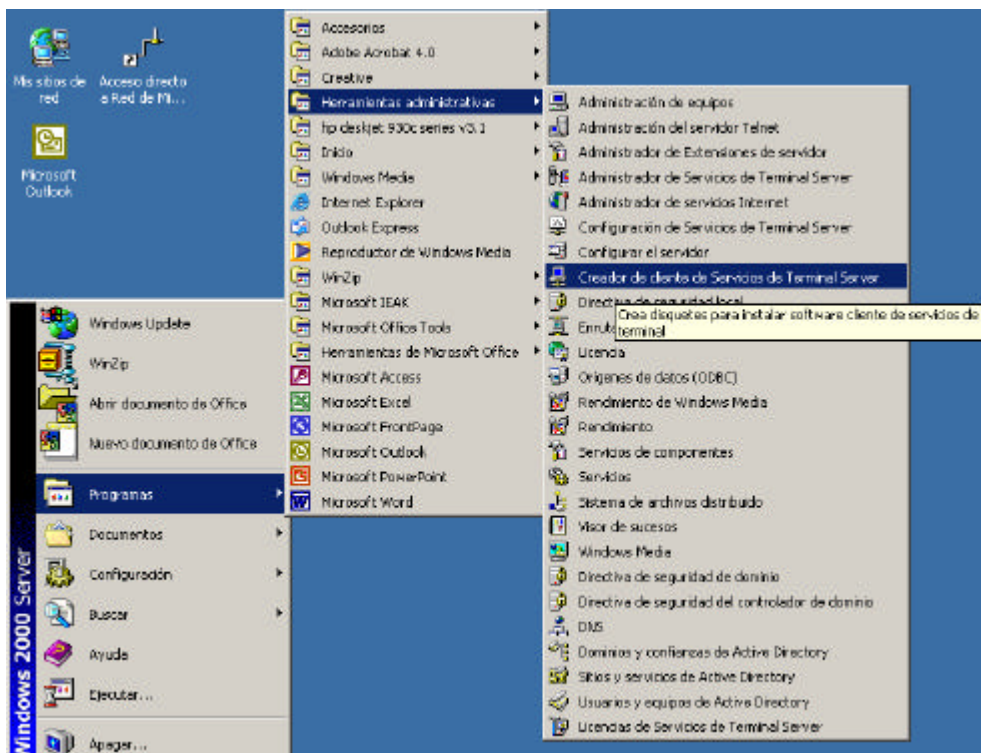 Mis sitios de
red
Acceso directo
a Red de Mi...
Microsoft
Outlook
Windows Update
WinZip
Abrir documento de Office
Nuevo documento de Office
Programas
Documentos
Configuración
Buscar
Ayuda
Ejecutar...
Apagar...
Windows 2000 Server
Accesorios
Adobe Acrobat 4.0
Creative
Herramientas administrativas
hp deskjet 930c series v3.1
Inicio
Windows Media
Internet Explorer
Outlook Express
Reproductor de Windows Media
WinZip
Microsoft IEAK
Microsoft Office Tools
Herramientas de Microsoft Office
Microsoft Access
Microsoft Excel
Microsoft FrontPage
Microsoft Outlook
Microsoft PowerPoint
Microsoft Word
Administración de equipos
Administración del servidor Telnet
Administrador de Extensiones de servidor
Administrador de Servicios de Terminal Server
Administrador de servicios Internet
Configuración de Servicios de Terminal Server
Configurar el servidor
Creador de cliente de Servicios de Terminal Server
Directiva de seguridad local
Crea disquetes para instalar software cliente de servicios de
terminal
Enruta
Licencia
Orígenes de datos (ODBC)
Rendimiento de Windows Media
Rendimiento
Servicios de componentes
Servicios
Sistema de archivos distribuido
Visor de sucesos
Windows Media
Directiva de seguridad de dominio
Directiva de seguridad del controlador de dominio
DNS
Dominios y confianzas de Active Directory
Sitios y servicios de Active Directory
Usuarios y equipos de Active Directory
Licencias de Servicios de Terminal Server